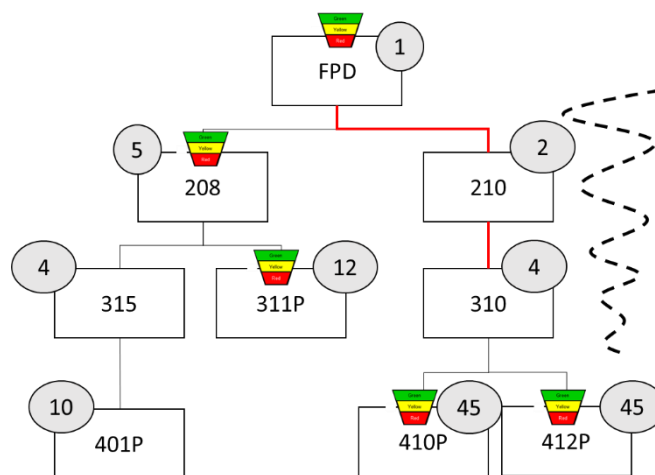 Green
Yellow
Red
1
FPD
5
Green
Yellow
Red
208
2
210
4
315
Green
Yellow
Red
12
311P
4
310
10
401P
Green
Yellow
Red
45
410P
Green
Yellow
Red
45
412P